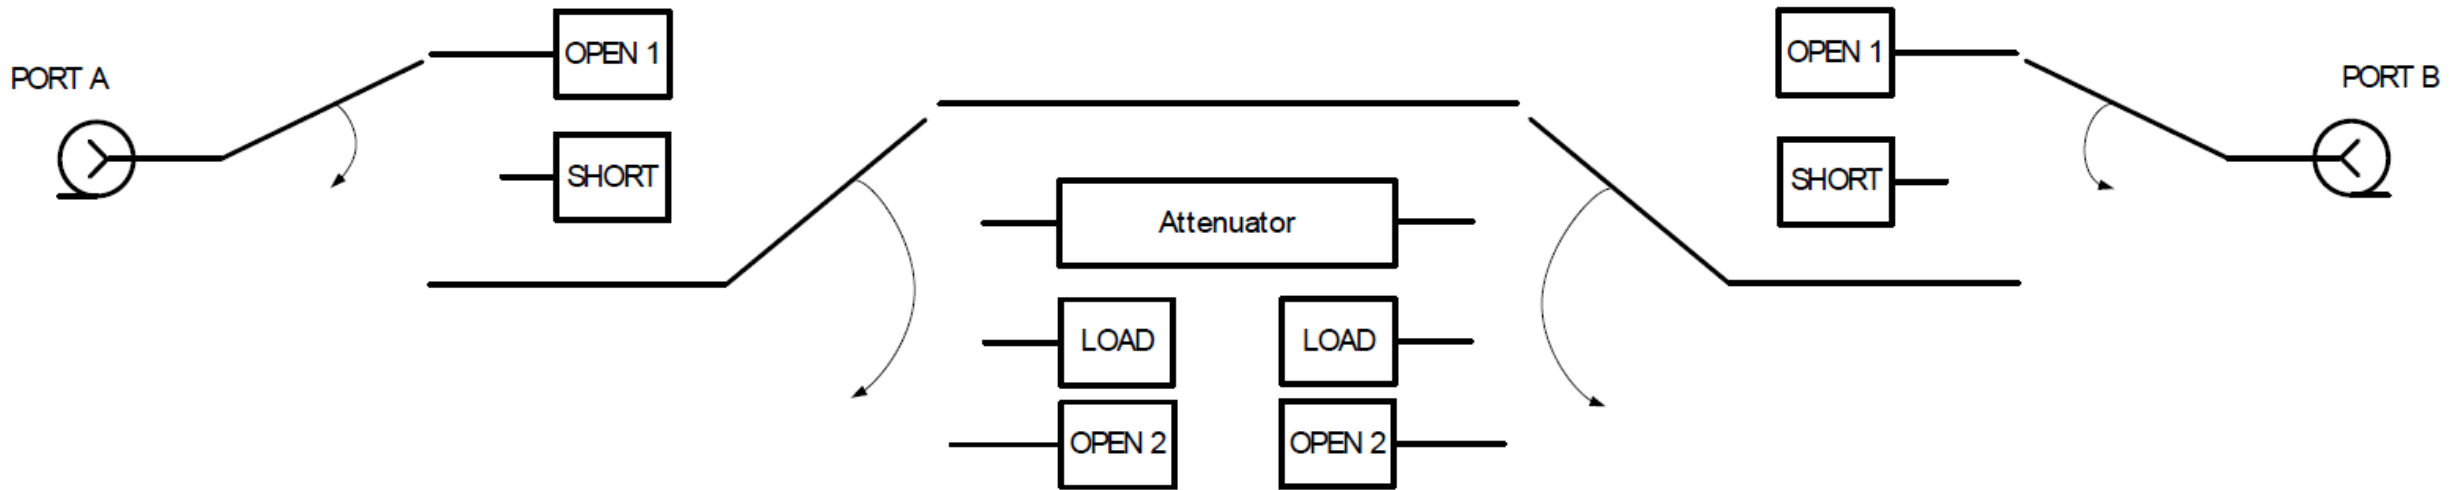 OPEN 1
OPEN 1
PORT A
PORT B
SHORT
SHORT
Attenuator
LOAD
LOAD
OPEN 2
OPEN 2